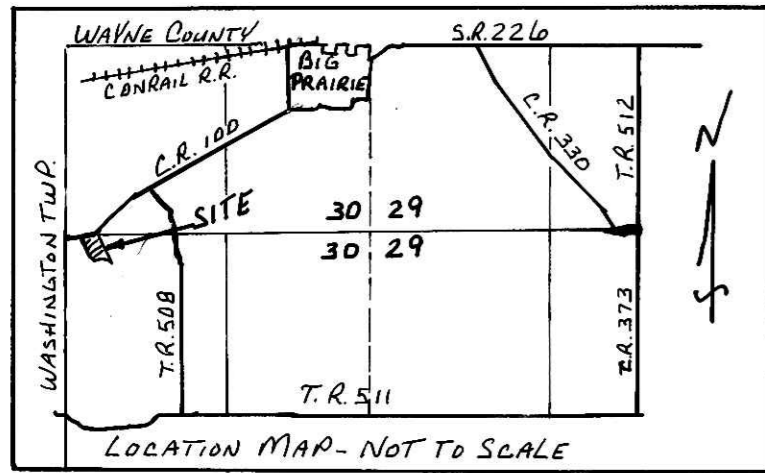 WAYNE COUNTY
S.R. 226
CONRAIL R.R.
BIG
PRAIRIE
C.R. 100
C.R. 330
T.R. 512
N
WASHINGTON TWP.
SITE
30 29
30 29
T.R. 508
C.R. 373
S
T.R. 511
LOCATION MAP - NOT TO SCALE